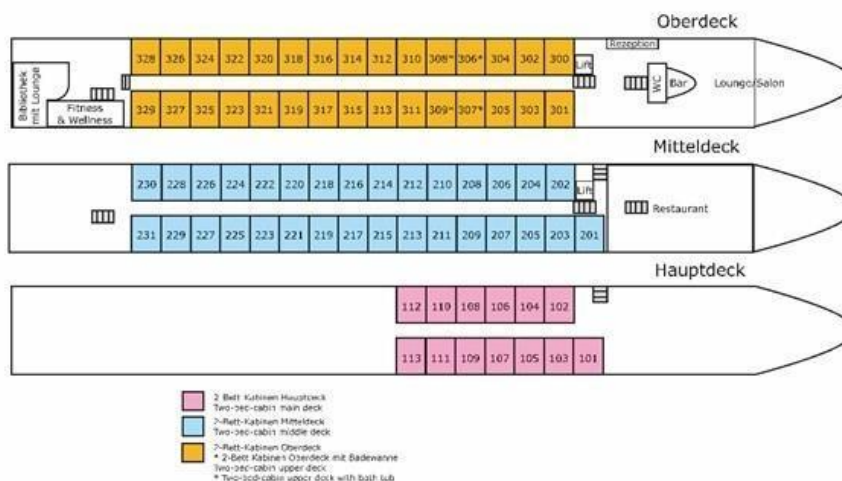 Oberdeck
Rezeption
328 326 324 322 320 318 316 314 312 310 308* 306* 304 302 300
Lift
Bibliothek
mit Lounge
Fitness
& Wellness
WC
Bar
Lounge/Salon
329 327 325 323 321 319 317 315 313 311 309* 307* 305 303 301
Mitteldeck
230 228 226 224 222 220 218 216 214 212 210 208 206 204 202
Lift
Restaurant
231 229 227 225 223 221 219 217 215 213 211 209 207 205 203 201
Hauptdeck
112 110 108 106 104 102
113 111 109 107 105 103 101
2-Bett Kabinen Hauptdeck
Two-bed-cabin main deck
2-Bett-Kabinen Mitteldeck
Two-bed-cabin middle deck
2-Bett-Kabinen Oberdeck
* 2-Bett Kabinen Oberdeck mit Badewanne
Two-bed-cabin upper deck
* Two-bed-cabin upper deck with bath tub